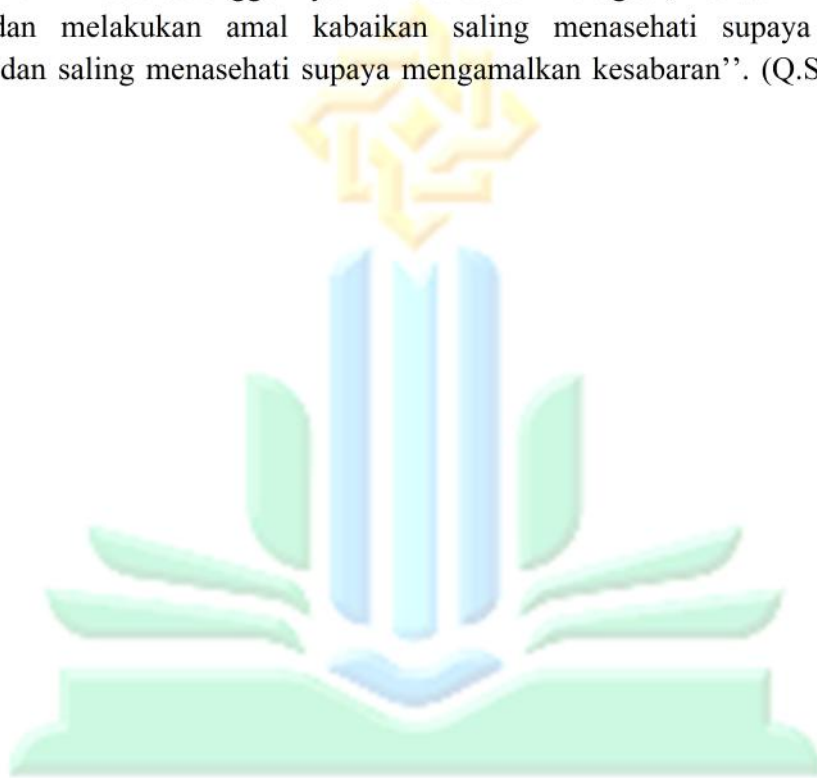 dan melakukan amal kabaikan saling menasehati supaya
dan saling menasehati supaya mengamalkan kesabaran’’. (Q.S